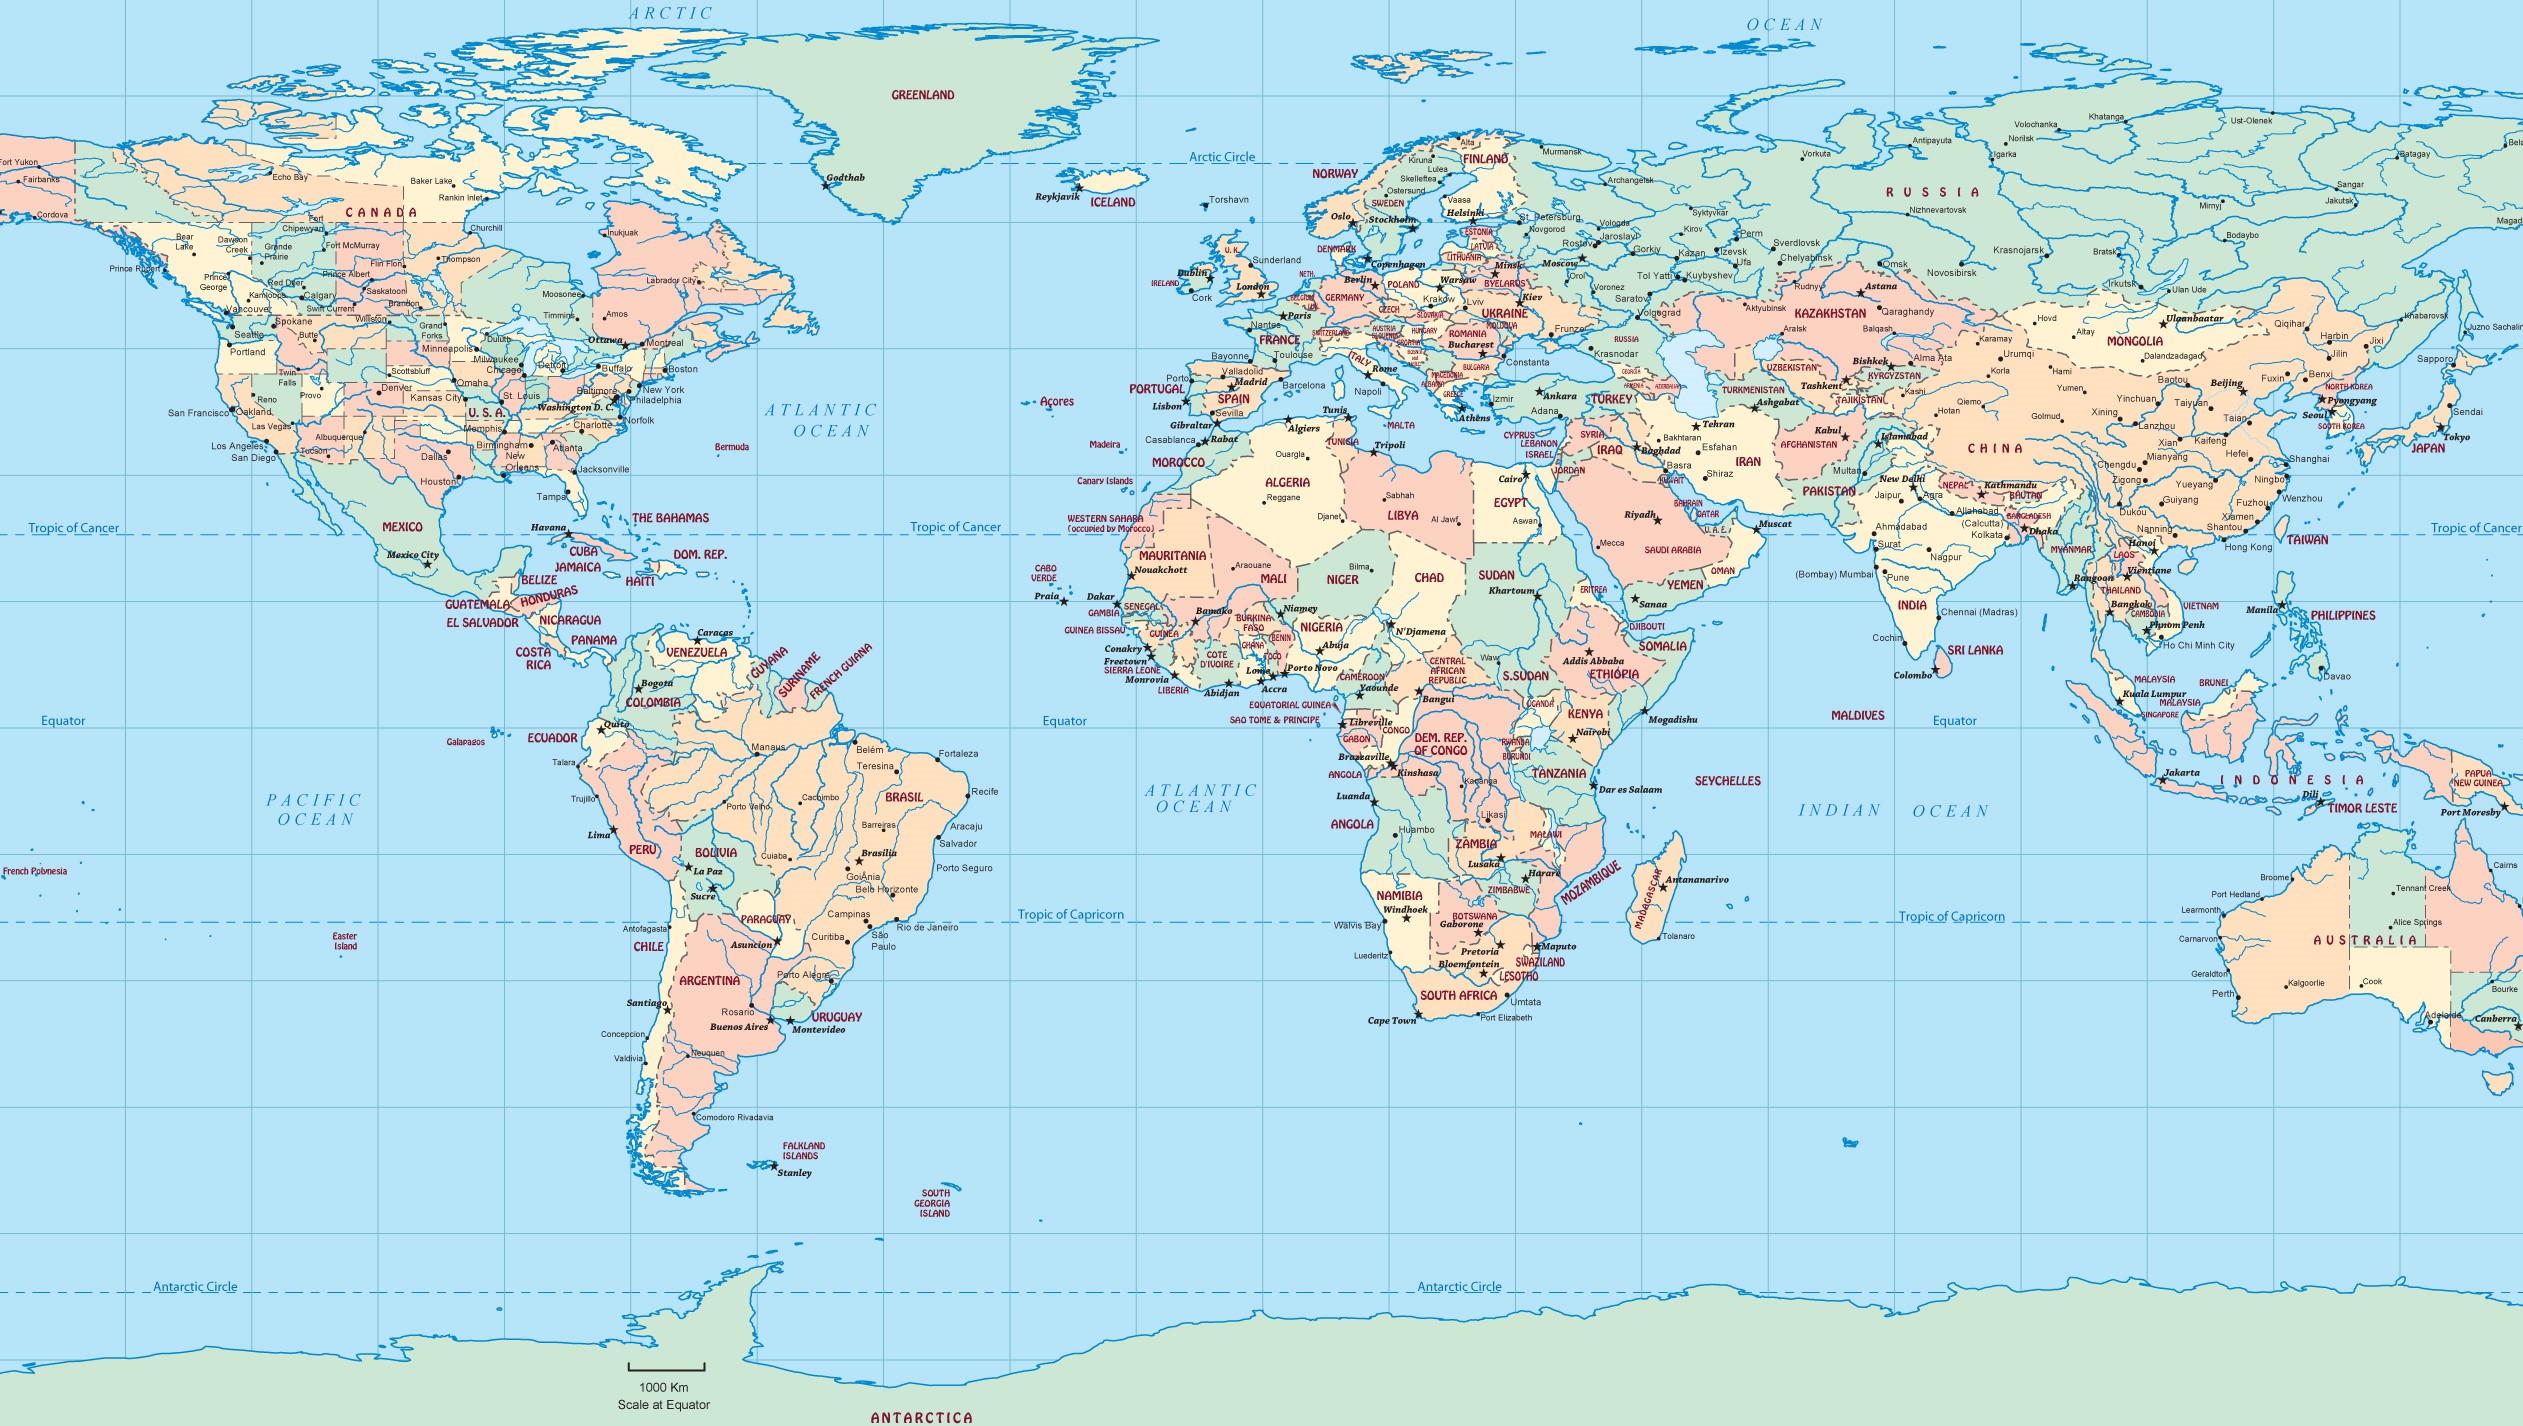 ARCTIC
OCEAN
GREENLAND
Godthab
Arctic Circle
Reykjavik
ICELAND
Torshavn
Fort Yukon
Fairbanks
Cordova
Echo Bay
Baker Lake
Rankin Inlet
CANADA
Fort
Chipewyan
Churchill
Inukjuak
Bear
Lake
Dawson
Creek
Grande
Prairie
Fort McMurray
Prince Rupert
Prince
George
Flin Flon
Thompson
Prince Albert
Labrador City
Red Deer
Kamloops
Calgary
Saskatoon
Moosonee
Vancouver
Swift Current
Brandon
Timmins
Amos
Seattle
Spokane
Williston
Grand
Forks
Butte
Duluth
Ottawa
Montreal
Portland
Minneapolis
Milwaukee
Chicago
Detroit
Buffalo
Boston
Twin
Falls
Scottsbluff
Omaha
Provo
Denver
Reno
Kansas City
St. Louis
Baltimore
New York
Philadelphia
San Francisco
Oakland
U. S. A.
Washington D. C.
Norfolk
Las Vegas
Memphis
Charlotte
Albuquerque
Los Angeles
San Diego
Tucson
Dallas
Birmingham
Atlanta
New
Orleans
Jacksonville
Houston
Tampa
ATLANTIC
OCEAN
Bermuda
Tropic of Cancer
MEXICO
Mexico City
Havana
THE BAHAMAS
CUBA
JAMAICA
HAITI
DOM. REP.
BELIZE
HONDURAS
GUATEMALA
EL SALVADOR
NICARAGUA
PANAMA
COSTA
RICA
Caracas
VENEZUELA
GUYANA
SURINAME
FRENCH GUIANA
Bogota
COLOMBIA
Equator
Quito
Galapagos
ECUADOR
Talara
Trujillo
Manaus
Belém
Teresina
Fortaleza
Recife
Cachimbo
BRASIL
Porto Velho
PACIFIC
OCEAN
Lima
Barreiras
Aracaju
Salvador
PERU
BOLIVIA
Cuiaba
Brasilia
La Paz
GoiÂnia
Porto Seguro
Sucre
Belo Horizonte
French Polynesia
PARAGUAY
Campinas
Antofagasta
Easter
Island
CHILE
Asuncion
Curitiba
São
Paulo
Rio de Janeiro
ARGENTINA
Porto Alegre
Santiago
Rosario
URUGUAY
Buenos Aires
Montevideo
Concepcion
Valdivia
Neuquen
Comodoro Rivadavia
FALKLAND
ISLANDS
Stanley
SOUTH
GEORGIA
ISLAND
NORWAY
FINLAND
Alta
Kiruna
Lulea
Skelleftea
Ostersund
SWEDEN
Vaasa
Oslo
Stockholm
Helsinki
ESTONIA
LATVIA
LITHUANIA
DENMARK
Copenhagen
U. K.
Sunderland
Dublin
IRELAND
Cork
London
NETH.
BELGIUM
Berlin
GERMANY
POLAND
Warsaw
Minsk
BYELARUS
Krakow
Lviv
Kiev
UKRAINE
CZECH
SLOVAKIA
Paris
Nantes
FRANCE
SWITZERLAND
AUSTRIA
HUNGARY
MOLDOVA
ROMANIA
Bucharest
Toulouse
Bayonne
Constanta
ITALY
Rome
BULGARIA
MACEDONIA
ALBANIA
GREECE
Athens
Porto
Valladolid
Madrid
Barcelona
Napoli
PORTUGAL
Lisbon
SPAIN
Sevilla
Gibraltar
Açores
Madeira
Canary Islands
Casablanca
Rabat
MOROCCO
Algiers
Tunis
TUNISIA
MALTA
Tripoli
Murmansk
Archangelsk
Vorkuta
Antipayuta
Igarka
Volochanka
Norilsk
Khatanga
Ust-Olenek
Batagay
RUSSIA
Nizhnevartovsk
Sangar
Jakutsk
Mirnyj
Magad
St. Petersburg
Novgorod
Vologda
Syktyvkar
Rostov
Jaroslavl
Kirov
Perm
Gorkiy
Kazan
Izevsk
Sverdlovsk
Ufa
Chelyabinsk
Moscow
Orol
Tol Yatti
Kuybyshev
Omsk
Novosibirsk
Krasnojarsk
Bratsk
Bodaybo
Voronez
Saratov
Volgograd
Frunze
Krasnodar
RUSSIA
Irkutsk
Ulan Ude
Khabarovsk
Rudnyy
Astana
Aktyubinsk
KAZAKHSTAN
Qaraghandy
Aralsk
Balqash
Hovd
Altay
Ulaanbaatar
MONGOLIA
Dalandzadagad
Qiqihar
Harbin
Jilin
Jixi
Juzno Sachalin
Sapporo
GEORGIA
ARMENIA
AZERBAIJAN
UZBEKISTAN
TURKMENISTAN
Ashgabat
Tashkent
Bishkek
Alma Ata
KYRGYZSTAN
TAJIKISTAN
Karamay
Urumqi
Korla
Hami
Kashi
Hotan
Yumen
Qiemo
Golmud
Baotou
Beijing
Fuxin
Benxi
NORTH KOREA
Pyongyang
Seoul
SOUTH KOREA
Sendai
Tokyo
JAPAN
Yinchuan
Taiyuan
Xining
Lanzhou
Taian
Xian
Kaifeng
CHINA
Mianyang
Hefei
Shanghai
Chengdu
Zigong
Yueyang
Ningbo
Guiyang
Wenzhou
Fuzhou
Dukou
Xiamen
Shantou
Nanning
Hong Kong
TAIWAN
Izmir
Ankara
TURKEY
Adana
CYPRUS
LEBANON
ISRAEL
SYRIA
IRAQ
Baghdad
JORDAN
Tehran
Bakhtaran
Esfahan
Basra
Shiraz
IRAN
KUWAIT
BAHRAIN
QATAR
U. A. E.
Riyadh
Muscat
Mecca
SAUDI ARABIA
OMAN
YEMEN
Sanaa
AFGHANISTAN
Kabul
Islamabad
PAKISTAN
Multan
New Delhi
Jaipur
Agra
NEPAL
Kathmandu
BHUTAN
Allahabad
BANGLADESH
Dhaka
(Calcutta)
Kolkata
Ahmadabad
Surat
Nagpur
(Bombay) Mumbai
Pune
INDIA
Chennai (Madras)
Cochin
Colombo
SRI LANKA
MALDIVES
MYANMAR
Rangoon
LAOS
Hanoi
Vientiane
THAILAND
Bangkok
CAMBODIA
VIETNAM
Phnom Penh
Ho Chi Minh City
Manila
PHILIPPINES
Davao
MALAYSIA
Kuala Lumpur
BRUNEI
MALAYSIA
SINGAPORE
Jakarta
INDONESIA
Dili
TIMOR LESTE
PAPUA
NEW GUINEA
Port Moresby
Tropic of Cancer
WESTERN SAHARA
(occupied by Morocco)
ALGERIA
Ouargla
Reggane
Djanet
LIBYA
Sabhah
Al Jawf
Cairo
EGYPT
Aswan
MAURITANIA
Nouakchott
CABO
VERDE
Praia
Dakar
SENEGAL
GAMBIA
GUINEA BISSAU
GUINEA
Conakry
Freetown
SIERRA LEONE
Monrovia
LIBERIA
Araouane
MALI
Bamako
BURKINA
FASO
COTE
D'IVOIRE
Abidjan
GHANA
TOGO
BENIN
Accra
Lome
Porto Novo
NIGER
Bilma
Niamey
NIGERIA
Abuja
CHAD
N'Djamena
SUDAN
Khartoum
ERITREA
DJIBOUTI
SOMALIA
Addis Abbaba
ETHIOPIA
Waw
S.SUDAN
CENTRAL
AFRICAN
REPUBLIC
Bangui
CAMEROON
Yaounde
EQUATORIAL GUINEA
SAO TOME & PRINCIPE
Equator
Libreville
GABON
CONGO
Brazzaville
DEM. REP.
OF CONGO
Kinshasa
UGANDA
KENYA
Nairobi
Mogadishu
RWANDA
BURUNDI
TANZANIA
Dar es Salaam
Kananga
Likasi
ANGOLA
Luanda
ANGOLA
Huambo
ZAMBIA
Lusaka
MALAWI
Harare
ZIMBABWE
MOZAMBIQUE
MADAGASCAR
Antananarivo
Tolanaro
SEYCHELLES
Equator
ATLANTIC
OCEAN
INDIAN OCEAN
NAMIBIA
Windhoek
Walvis Bay
Luederitz
BOTSWANA
Gaborone
Pretoria
Maputo
Bloemfontein
SWAZILAND
LESOTHO
SOUTH AFRICA
Umtata
Cape Town
Port Elizabeth
Tropic of Capricorn
Tropic of Capricorn
Broome
Port Hedland
Learmonth
Carnarvon
Geraldton
Perth
Kalgoorlie
Tennant Creek
Alice Springs
AUSTRALIA
Cook
Cairns
Bourke
Adelaide
Canberra
Tropic of Cancer
Antarctic Circle
Antarctic Circle
1000 Km
Scale at Equator
ANTARCTICA